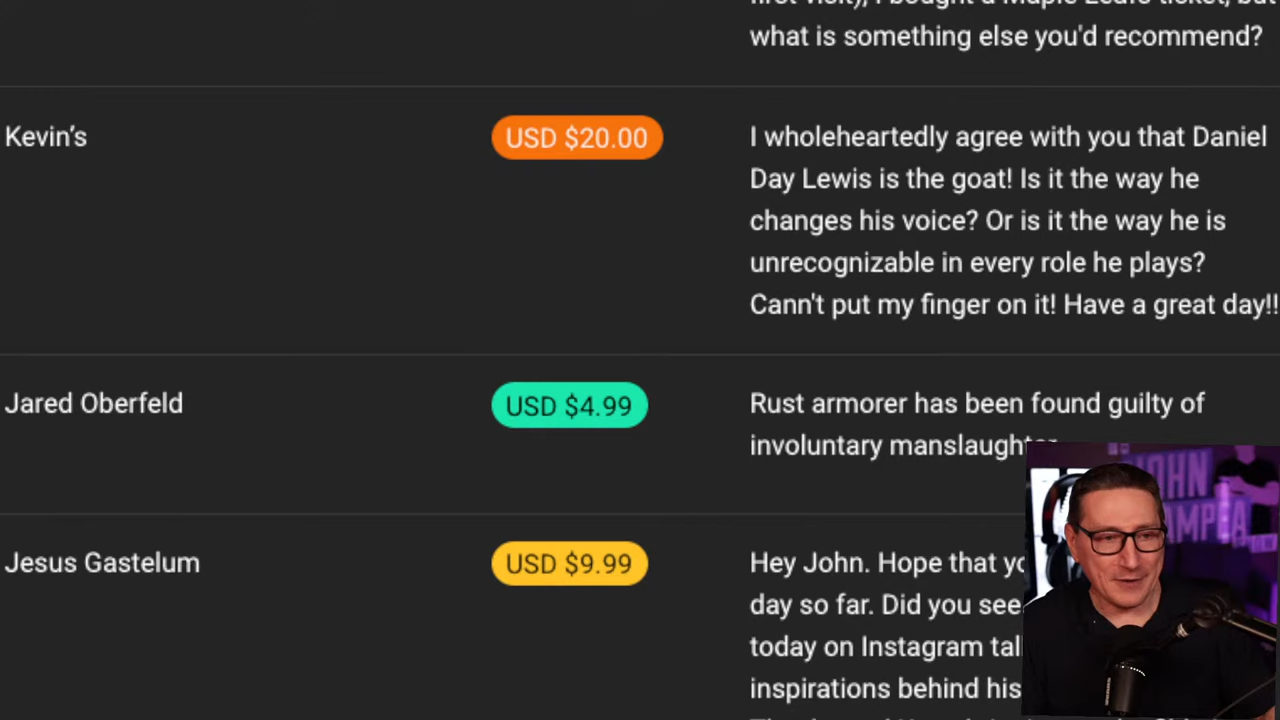 what is something else you'd recommend?
Kevin's
USD $20.00
I wholeheartedly agree with you that Daniel
Day Lewis is the goat! Is it the way he
changes his voice? Or is it the way he is
unrecognizable in every role he plays?
Cann't put my finger on it! Have a great day!!
Jared Oberfeld
USD $4.99
Rust armorer has been found guilty of
involuntary manslaughter
Jesus Gastelum
USD $9.99
Hey John. Hope that
day so far. Did you see
today on Instagram
inspirations behind his
JOHN